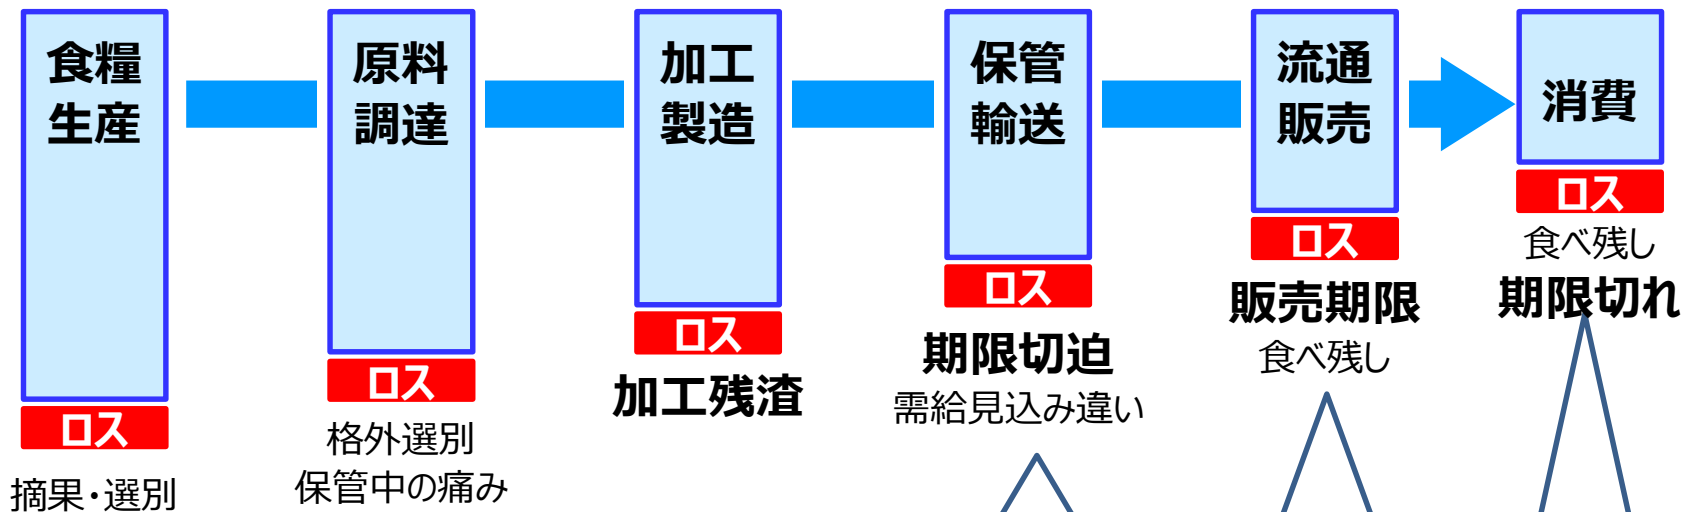 食糧
生産
ロス
摘果・選別
原料
調達
ロス
格外選別
保管中の痛み
加工
製造
ロス
加工残渣
保管
輸送
ロス
期限切迫
需給見込み違い
流通
販売
ロス
販売期限
食べ残し
消費
ロス
食べ残し
期限切れ